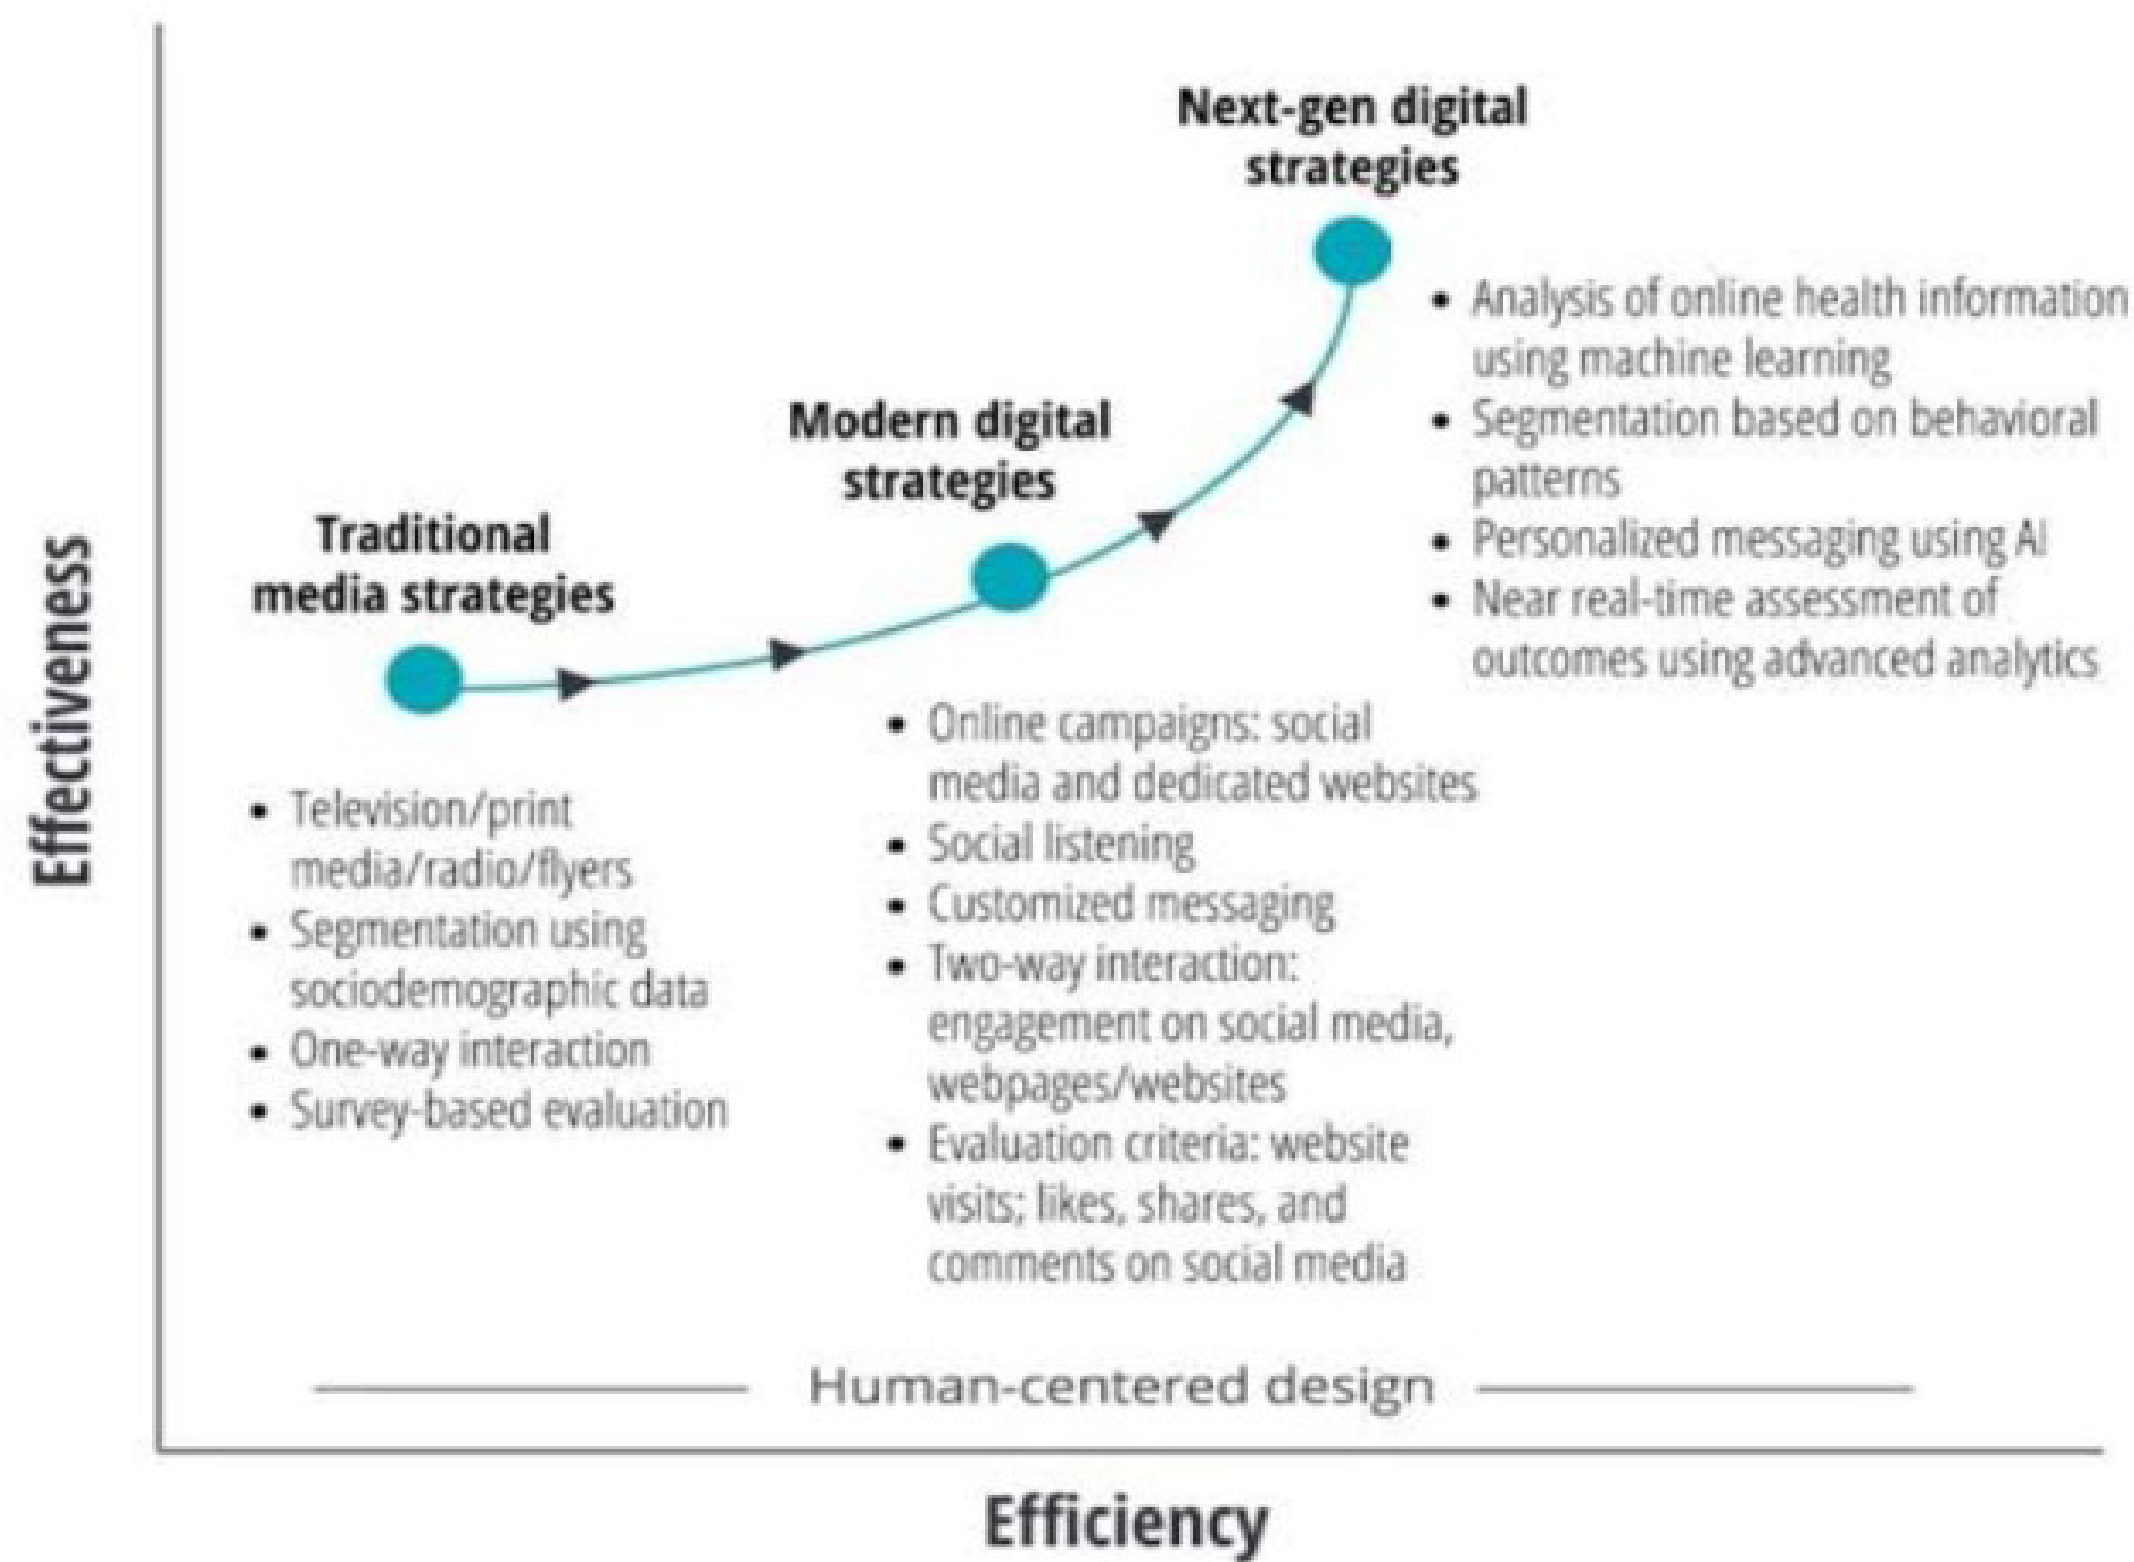 Next-gen digital
strategies
• Analysis of online health information
using machine learning
• Segmentation based on behavioral
patterns
• Personalized messaging using AI
• Near real-time assessment of
outcomes using advanced analytics
Modern digital
strategies
• Online campaigns: social
media and dedicated websites
• Social listening
• Customized messaging
• Two-way interaction:
engagement on social media,
webpages/websites
• Evaluation criteria: website
visits; likes, shares, and
comments on social media
Traditional
media strategies
• Television/print
media/radio/flyers
• Segmentation using
sociodemographic data
• One-way interaction
• Survey-based evaluation
Effectiveness
Human-centered design
Efficiency